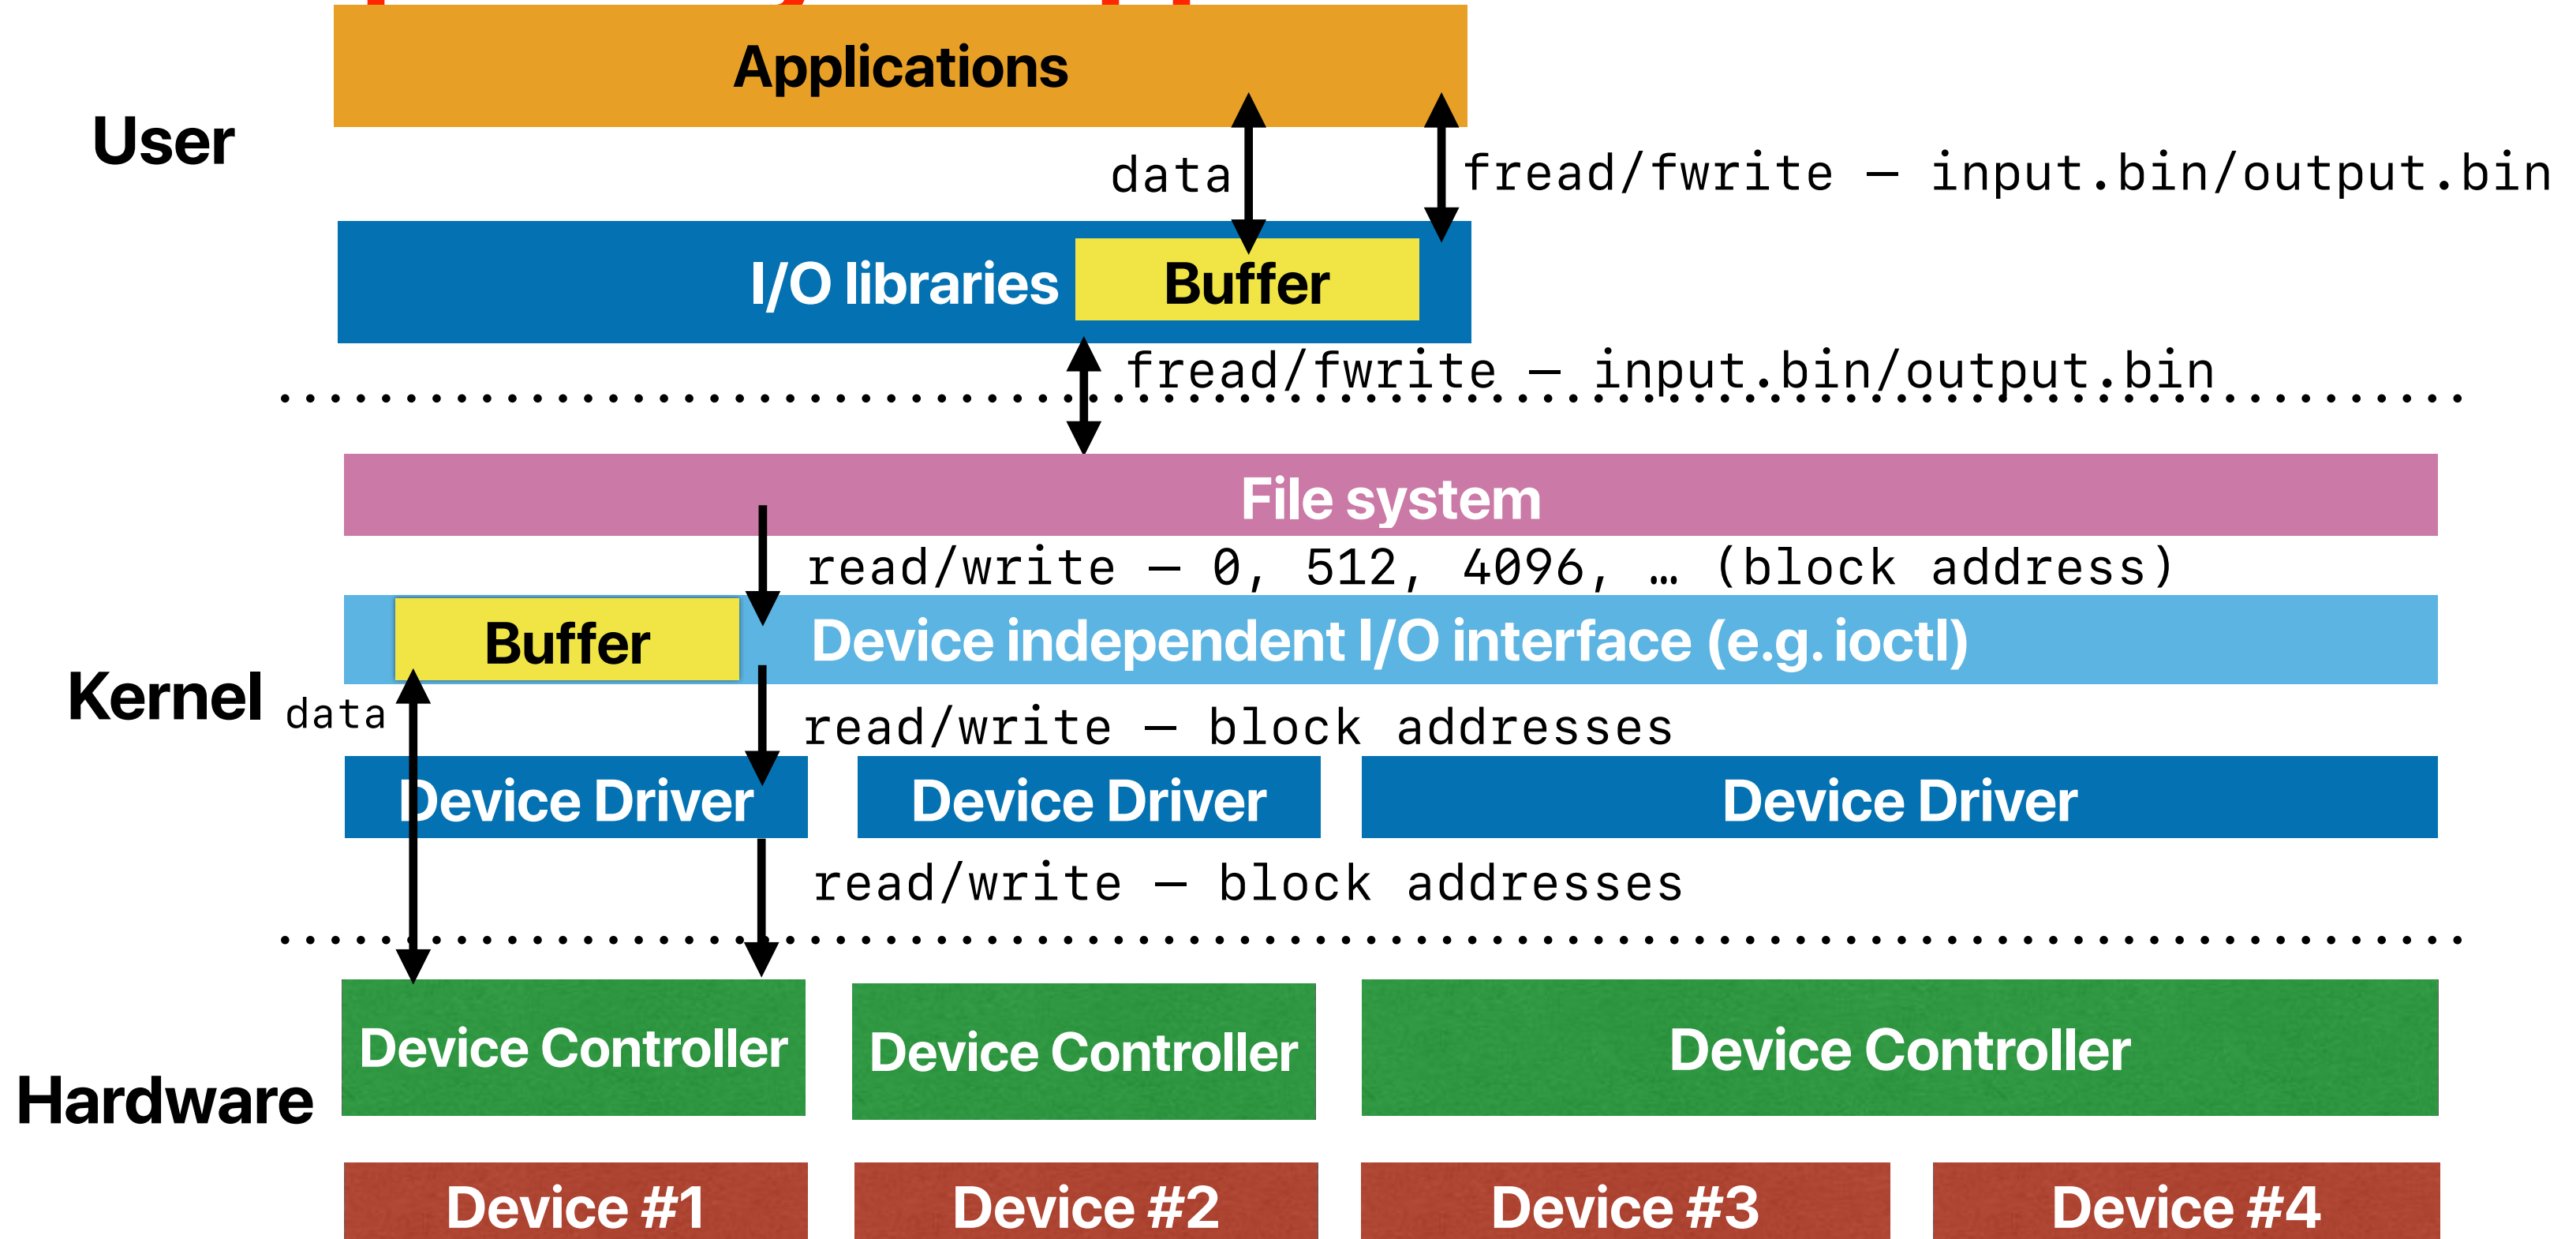 Applications
User
data
fread/fwrite — input.bin/output.bin
I/O libraries
Buffer
fread/fwrite — input.bin/output.bin
File system
read/write — 0, 512, 4096, … (block address)
Buffer
Device independent I/O interface (e.g. ioctl)
Kernel
data
read/write — block addresses
Device Driver
Device Driver
Device Driver
read/write — block addresses
Device Controller
Device Controller
Device Controller
Hardware
Device #1
Device #2
Device #3
Device #4